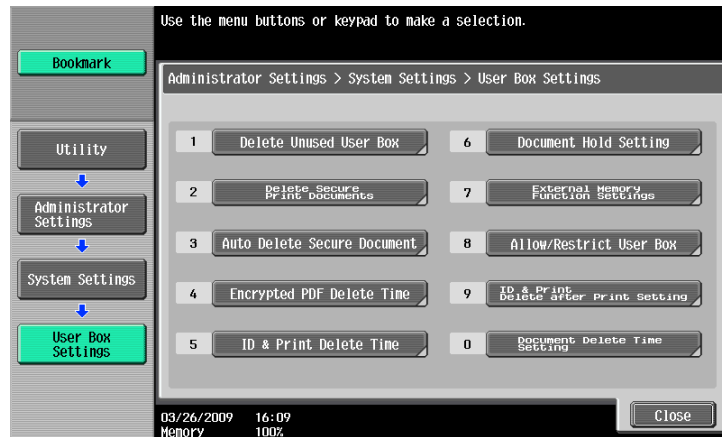 Use the menu buttons or keypad to make a selection.
Bookmark
Administrator Settings > System Settings > User Box Settings
Utility
Administrator
Settings
System Settings
User Box
Settings
1 Delete Unused User Box
2 Delete Secure
Print Documents
3 Auto Delete Secure Document
4 Encrypted PDF Delete Time
5 ID & Print Delete Time
6 Document Hold Setting
7 External Memory
Function Settings
8 Allow/Restrict User Box
9 ID & Print
Delete after Print Setting
0 Document Delete Time
Setting
03/26/2009 16:09
Memory 100%
Close